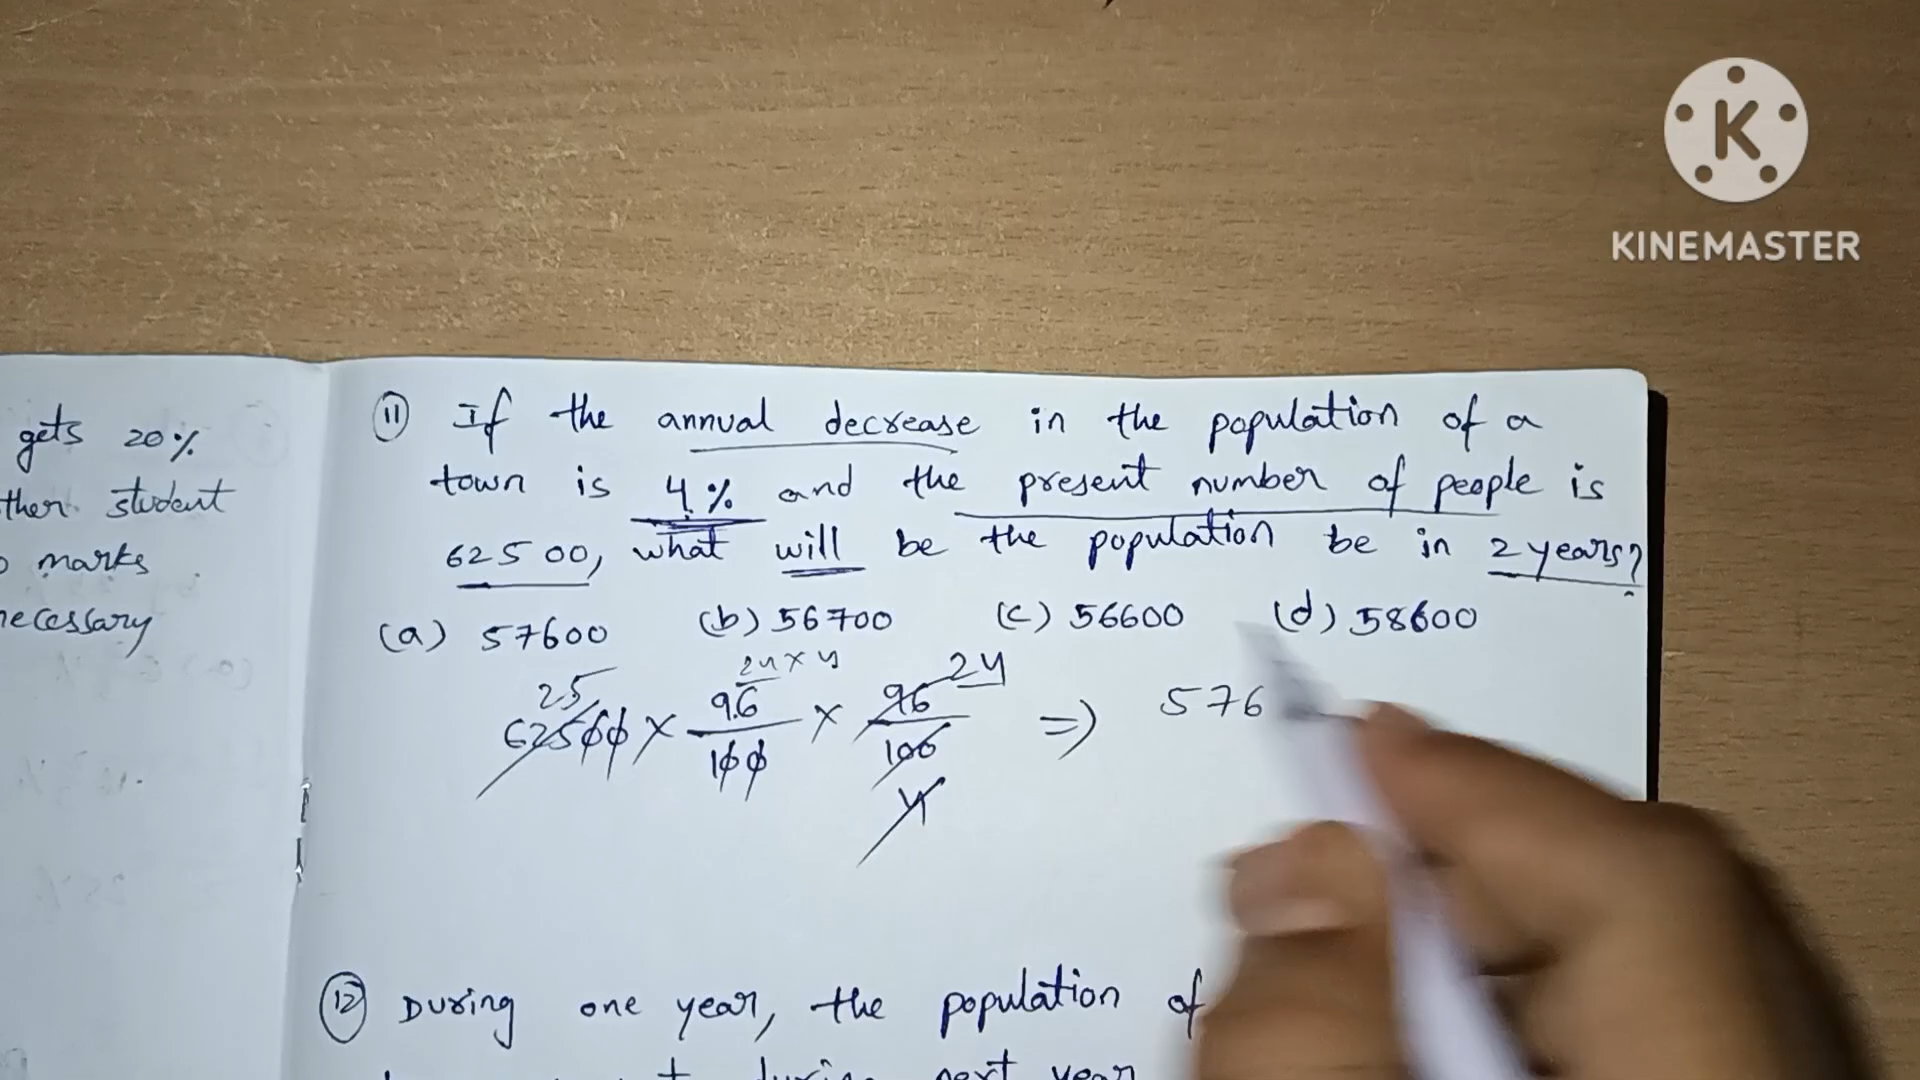 K
KINEMASTER
gets 20%
student
marks
necessary
11 If the annual decrease in the population of a
town is 4% and the present number of people is
62500, what will be the population be in 2 years?
(a) 57600 (b) 56700 (c) 56600 (d) 58600
25 24 x 4 24
62500 x 96/100 x 96/100 => 576
4
12 During one year, the population of
next year